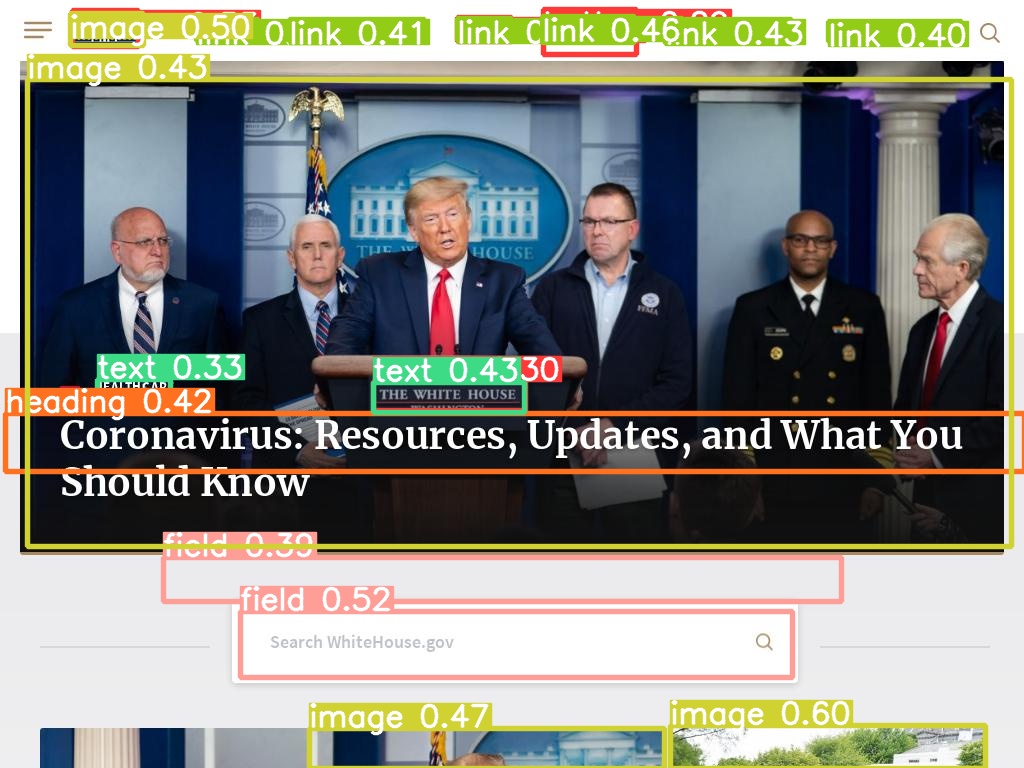 image 0.50
link 0.41
link 0.46
link 0.43
link 0.40
image 0.43
THE WHITE HOUSE
FEMA
text 0.33
text 0.43
30
THE WHITE HOUSE
WASHINGTON
heading 0.42
Coronavirus: Resources, Updates, and What You
Should Know
field 0.39
field 0.52
Search WhiteHouse.gov
image 0.47
image 0.60